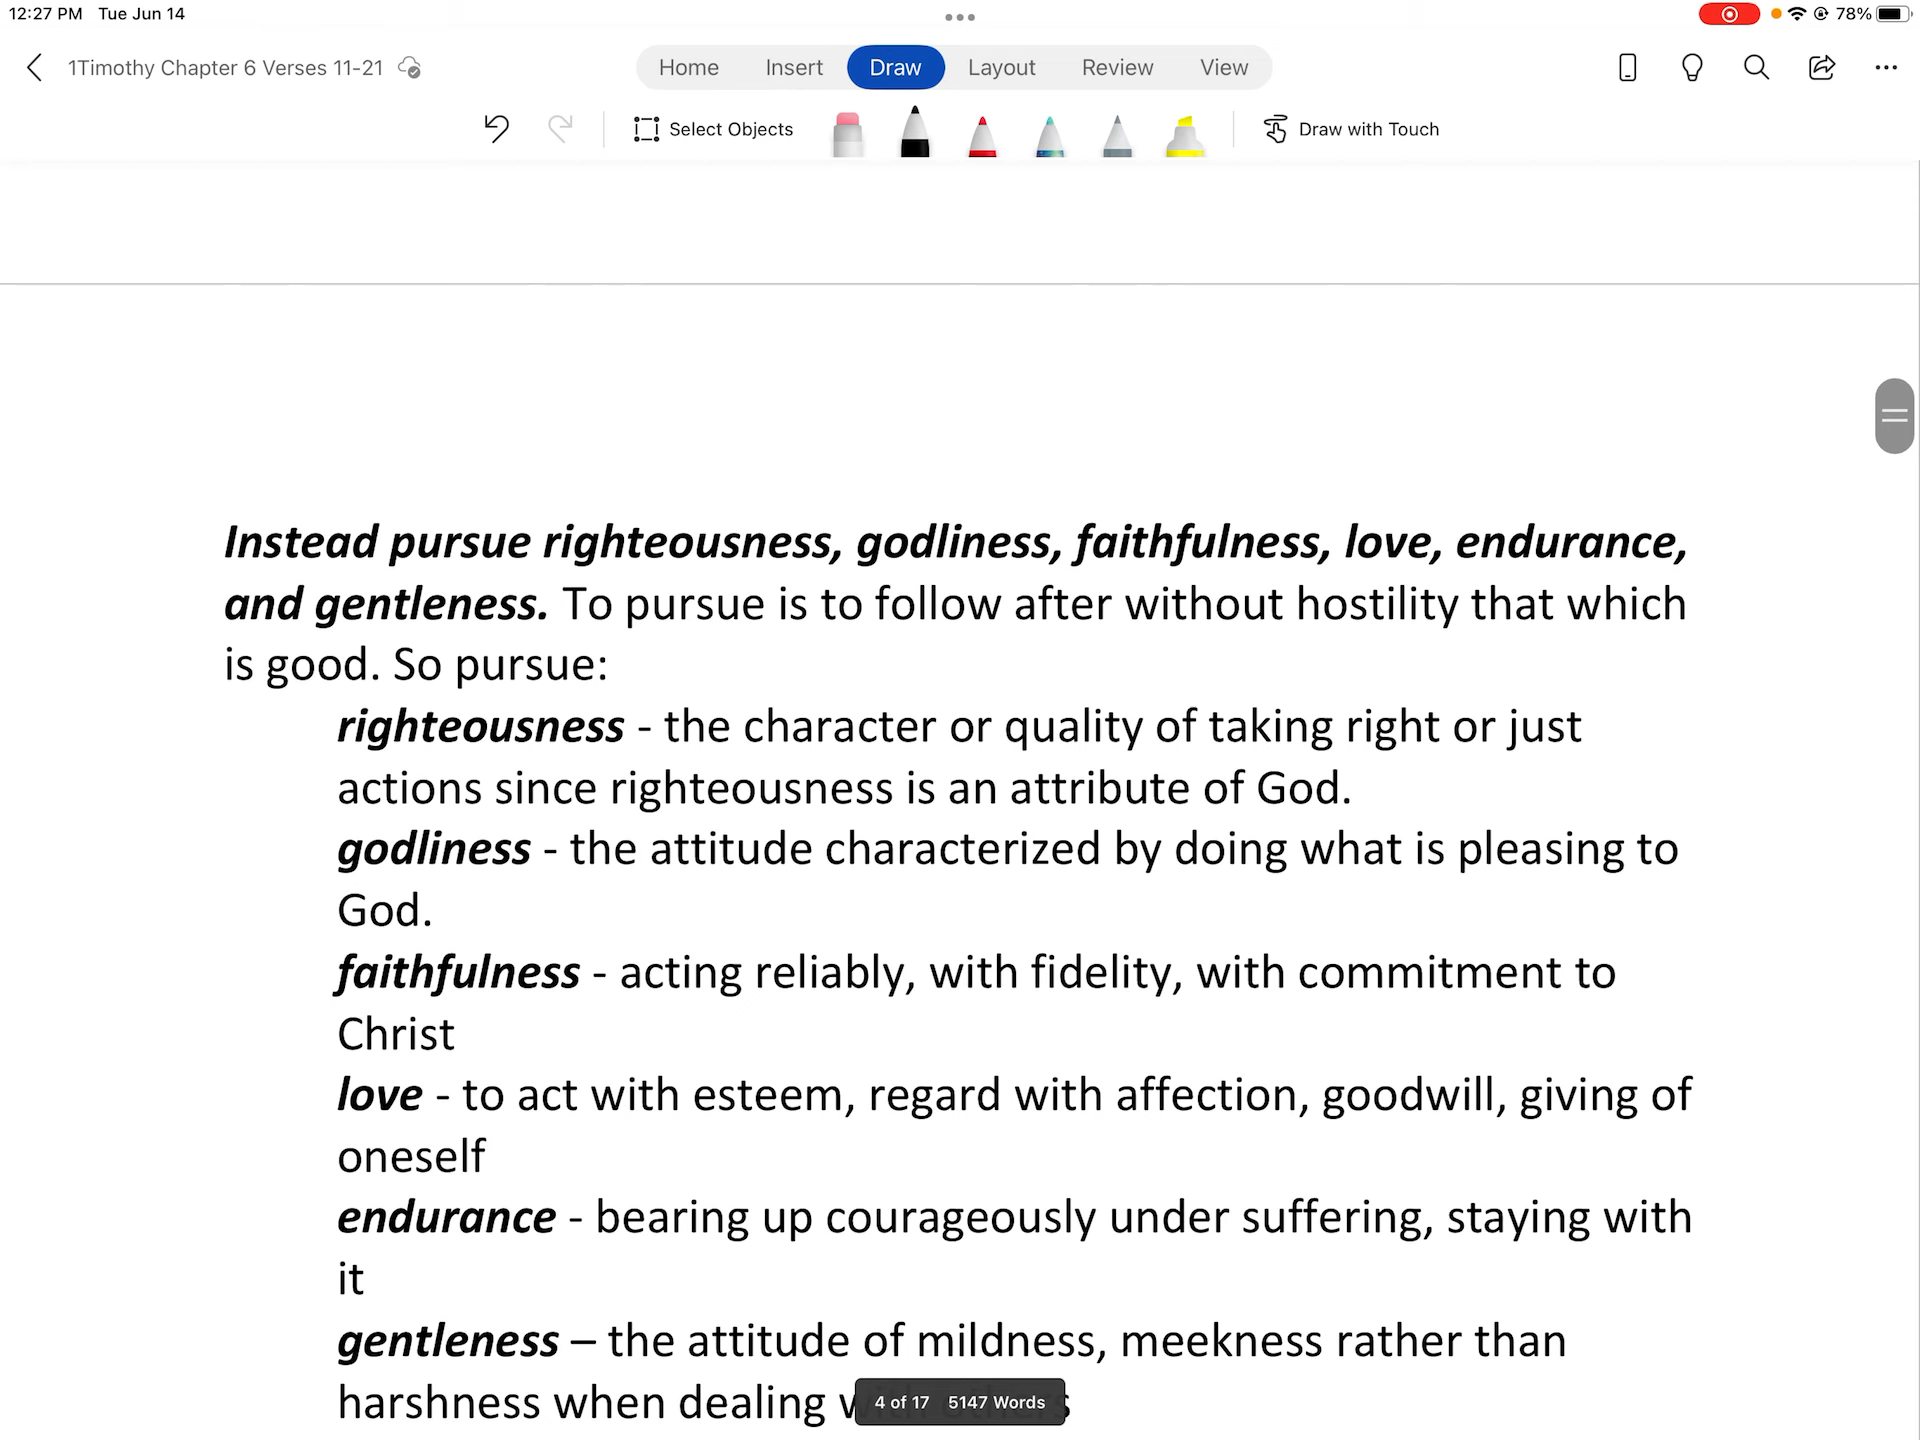 12:27 PM Tue Jun 14
78%
1Timothy Chapter 6 Verses 11-21
Home Insert Draw Layout Review View
Select Objects
Draw with Touch
Instead pursue righteousness, godliness, faithfulness, love, endurance,
and gentleness. To pursue is to follow after without hostility that which
is good. So pursue:
righteousness - the character or quality of taking right or just
actions since righteousness is an attribute of God.
godliness - the attitude characterized by doing what is pleasing to
God.
faithfulness - acting reliably, with fidelity, with commitment to
Christ
love - to act with esteem, regard with affection, goodwill, giving of
oneself
endurance - bearing up courageously under suffering, staying with
it
gentleness – the attitude of mildness, meekness rather than
harshness when dealing with others
4 of 17 5147 Words